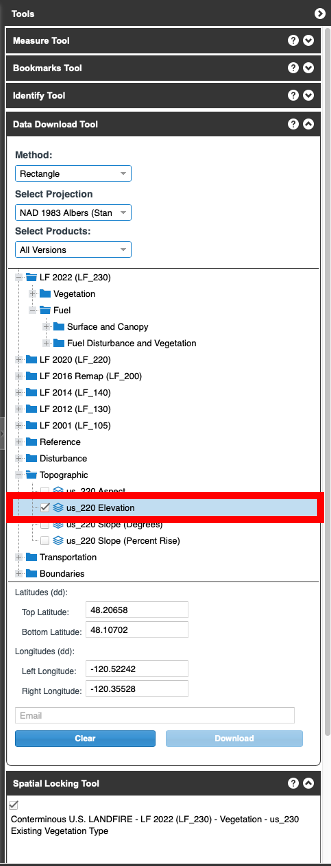 Tools
Measure Tool
Bookmarks Tool
Identify Tool
Data Download Tool
Method:
Rectangle
Select Projection
NAD 1983 Albers (Stan
Select Products:
All Versions
LF 2022 (LF_230)
Vegetation
Fuel
Surface and Canopy
Fuel Disturbance and Vegetation
LF 2020 (LF_220)
LF 2016 Remap (LF_200)
LF 2014 (LF_140)
LF 2012 (LF_130)
LF 2001 (LF_105)
Reference
Disturbance
Topographic
us_220 Aspect
us_220 Elevation
us_220 Slope (Degrees)
us_220 Slope (Percent Rise)
Transportation
Boundaries
Latitudes (dd):
Top Latitude: 48.20658
Bottom Latitude: 48.10702
Longitudes (dd):
Left Longitude: -120.52242
Right Longitude: -120.35528
Email
Clear Download
Spatial Locking Tool
Conterminous U.S. LANDFIRE - LF 2022 (LF_230) - Vegetation - us_230
Existing Vegetation Type